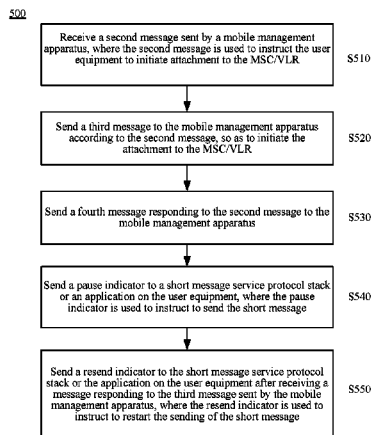 500
Receive a second message sent by a mobile management
apparatus, where the second message is used to instruct the user
equipment to initiate attachment to the MSC/VLR
S510
Send a third message to the mobile management apparatus
according to the second message, so as to initiate the
attachment to the MSC/VLR
S520
Send a fourth message responding to the second message to the
mobile management apparatus
S530
Send a pause indicator to a short message service protocol stack
or an application on the user equipment, where the pause
indicator is used to instruct to send the short message
S540
Send a resend indicator to the short message service protocol
stack or the application on the user equipment after receiving a
message responding to the third message sent by the mobile
management apparatus, where the resend indicator is used to
instruct to restart the sending of the short message
S550